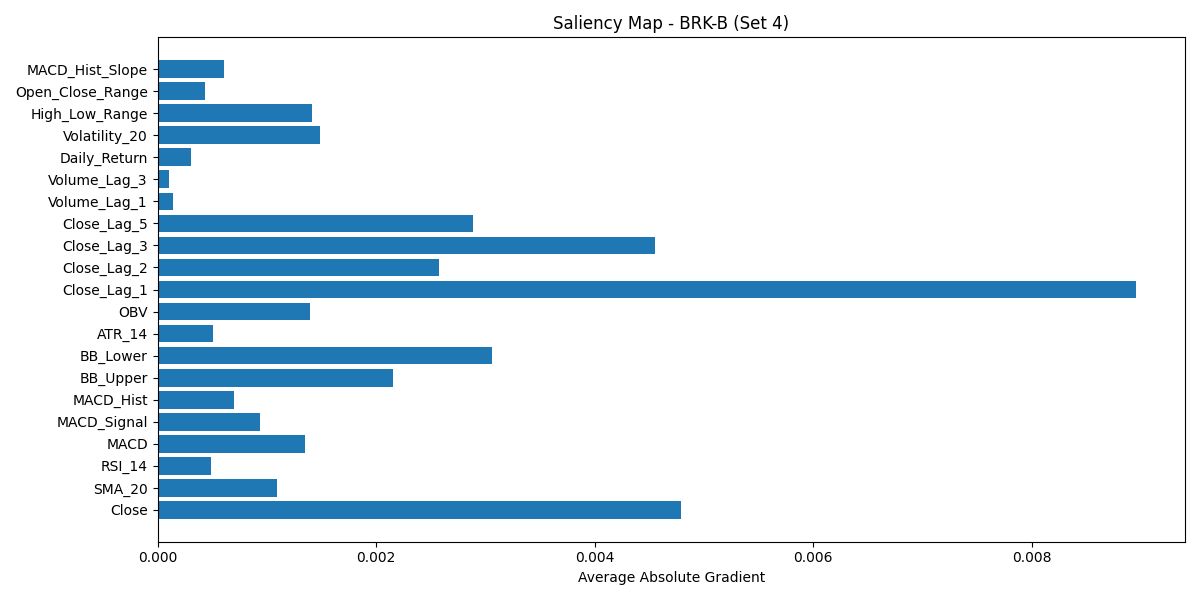 Saliency Map - BRK-B (Set 4)
MACD_Hist_Slope
Open_Close_Range
High_Low_Range
Volatility_20
Daily_Return
Volume_Lag_3
Volume_Lag_1
Close_Lag_5
Close_Lag_3
Close_Lag_2
Close_Lag_1
OBV
ATR_14
BB_Lower
BB_Upper
MACD_Hist
MACD_Signal
MACD
RSI_14
SMA_20
Close
0.000 0.002 0.004 0.006 0.008
Average Absolute Gradient